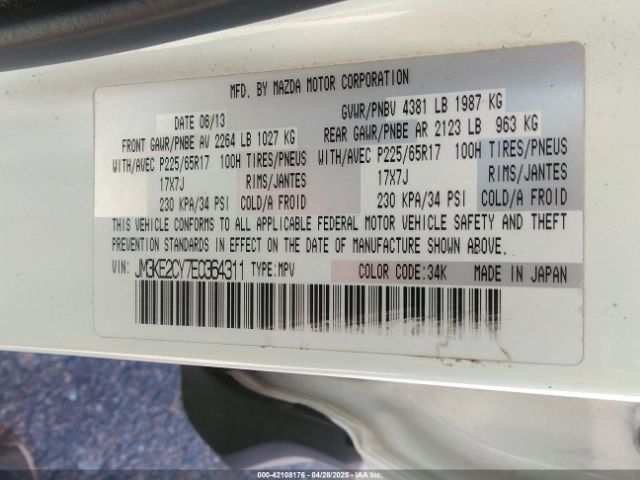 MFD. BY MAZDA MOTOR CORPORATION
DATE 06/13 GVWR/PNBV 4381 LB 1987 KG
FRONT GAWR/PNBE AV 2264 LB 1027 KG REAR GAWR/PNBE AR 2123 LB 963 KG
WITH/AVEC P225/65R17 100H TIRES/PNEUS WITH/AVEC P225/65R17 100H TIRES/PNEUS
17X7J RIMS/JANTES 17X7J RIMS/JANTES
230 KPA/34 PSI COLD/A FROID 230 KPA/34 PSI COLD/A FROID
THIS VEHICLE CONFORMS TO ALL APPLICABLE FEDERAL MOTOR VEHICLE SAFETY AND THEFT
PREVENTION STANDARDS IN EFFECT ON THE DATE OF MANUFACTURE SHOWN ABOVE.
VIN: JM3KE2CY7E0364311 TYPE:MPV COLOR CODE:34K MADE IN JAPAN
000-42108176 - 04/28/2025 - IAAI.COM